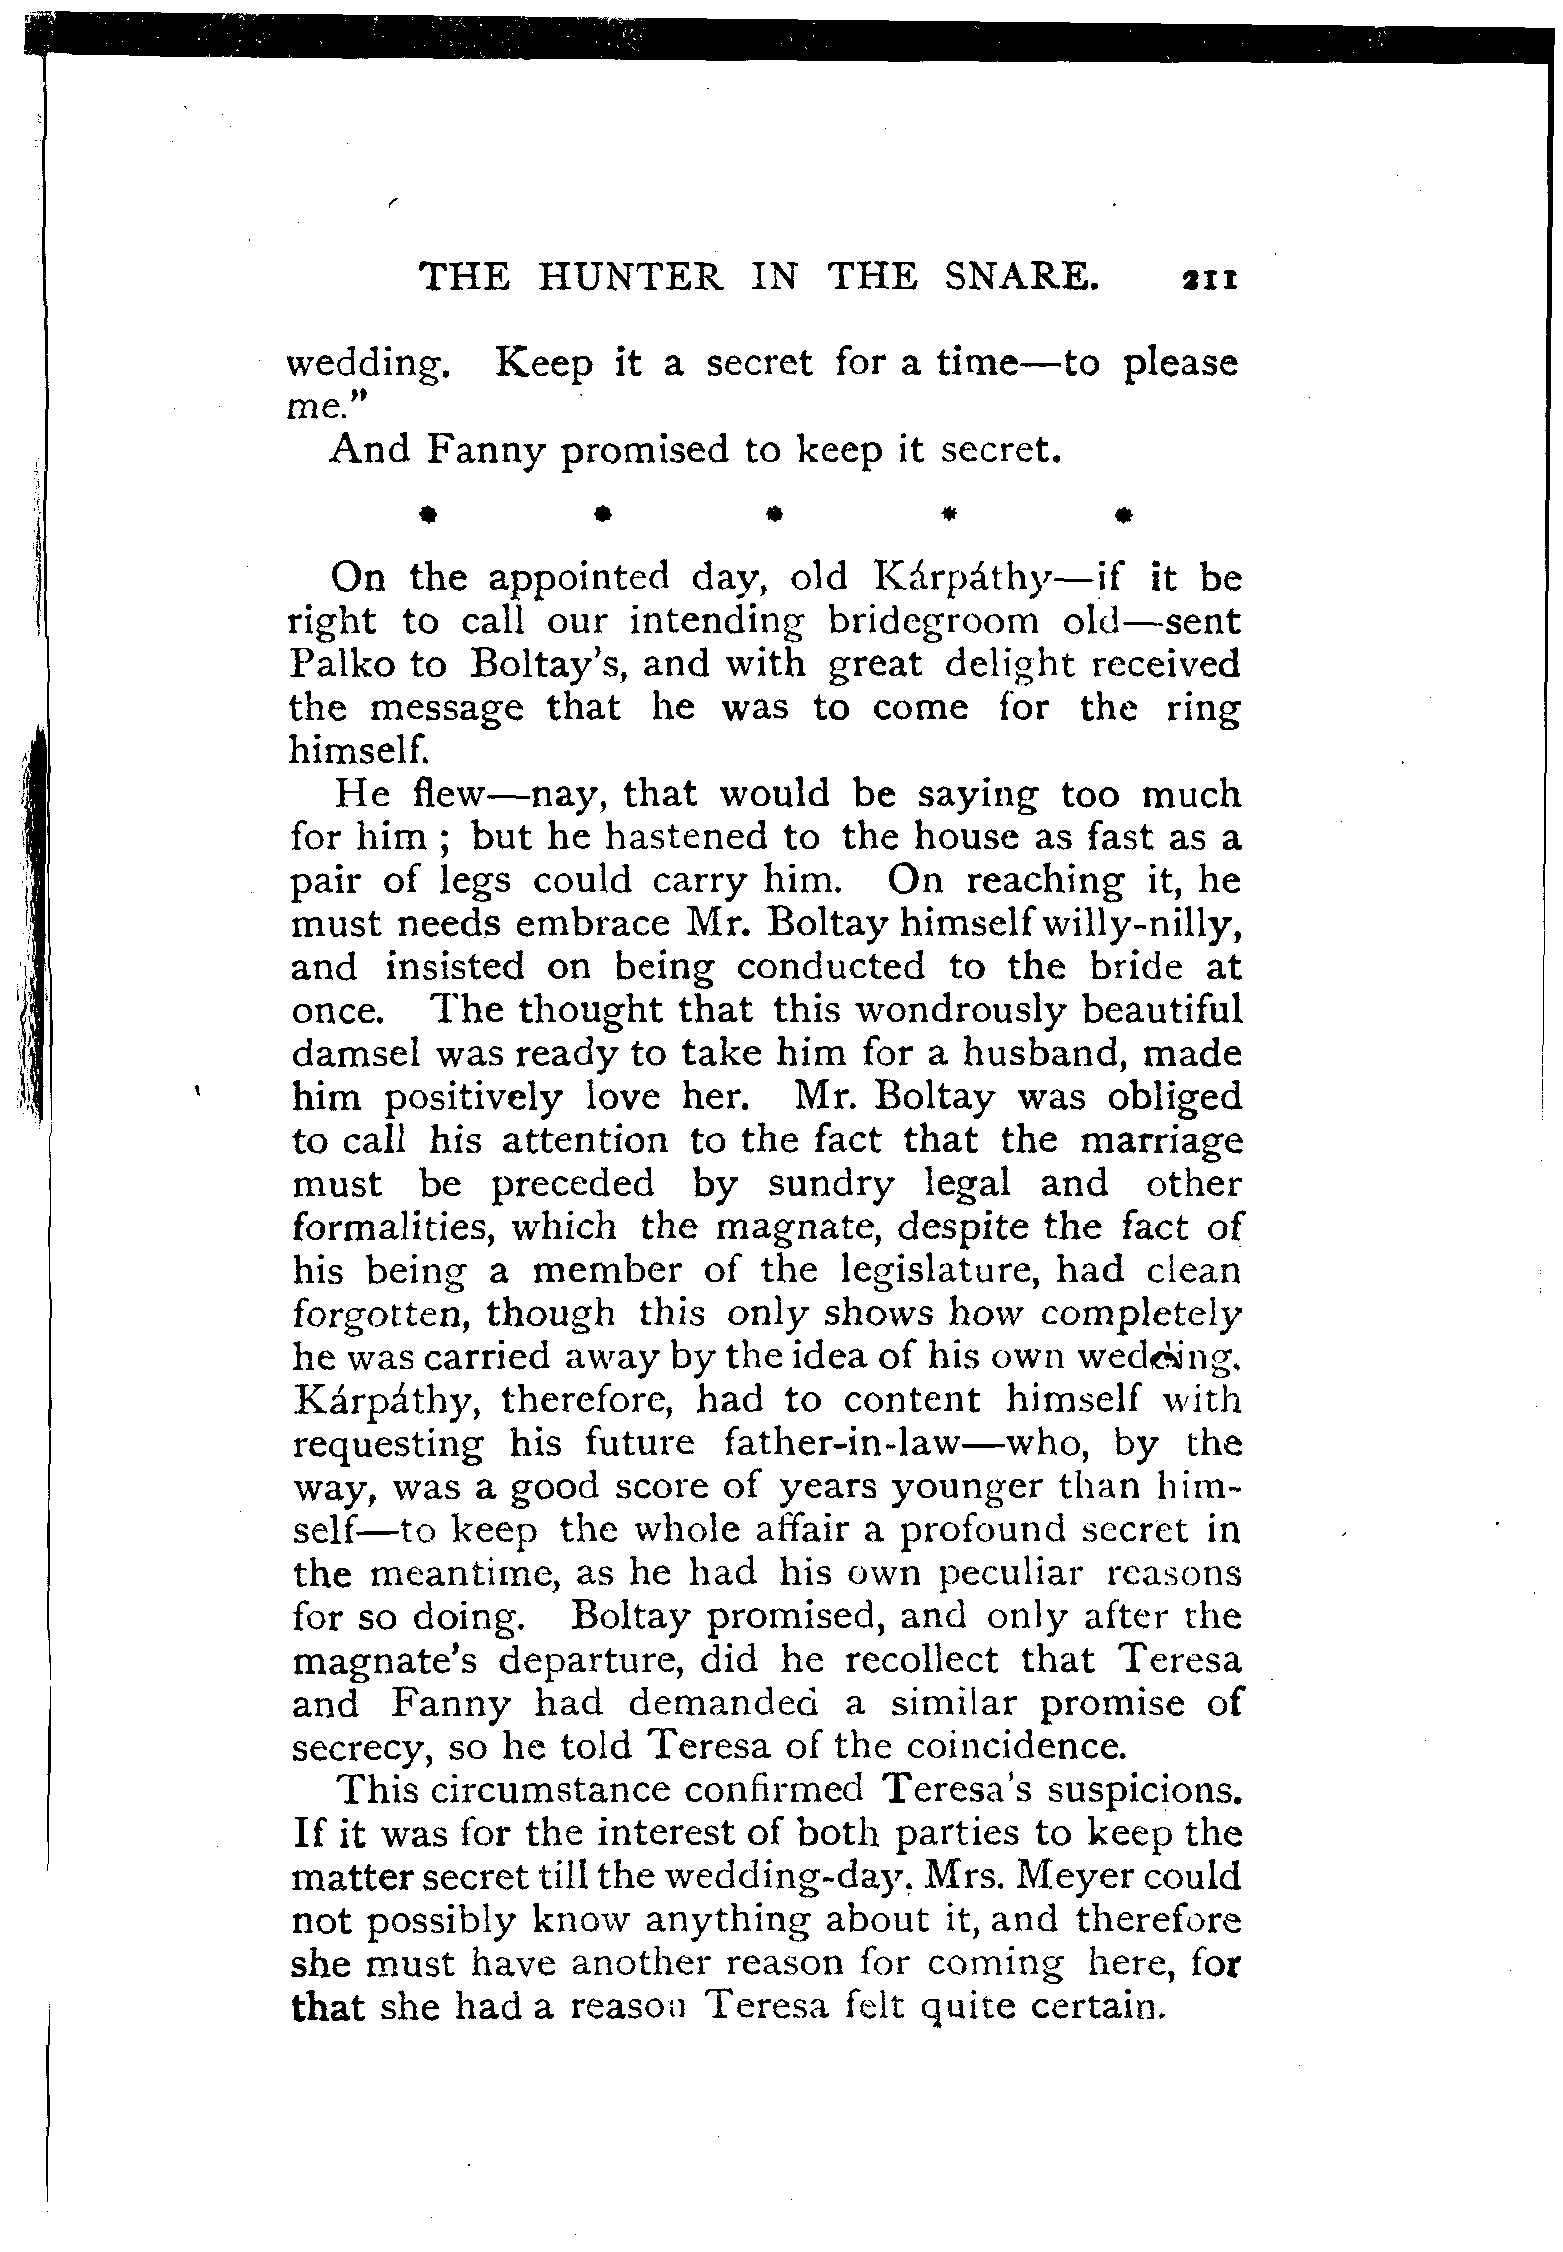 THE HUNTER IN THE SNARE. 211
wedding. Keep it a secret for a time—to please
me."
And Fanny promised to keep it secret.
* * * * *
On the appointed day, old Kárpáthy—if it be
right to call our intending bridegroom old—sent
Palko to Boltay's, and with great delight received
the message that he was to come for the ring
himself.
He flew—nay, that would be saying too much
for him ; but he hastened to the house as fast as a
pair of legs could carry him. On reaching it, he
must needs embrace Mr. Boltay himself willy-nilly,
and insisted on being conducted to the bride at
once. The thought that this wondrously beautiful
damsel was ready to take him for a husband, made
him positively love her. Mr. Boltay was obliged
to call his attention to the fact that the marriage
must be preceded by sundry legal and other
formalities, which the magnate, despite the fact of
his being a member of the legislature, had clean
forgotten, though this only shows how completely
he was carried away by the idea of his own wedding.
Kárpáthy, therefore, had to content himself with
requesting his future father-in-law—who, by the
way, was a good score of years younger than him-
self—to keep the whole affair a profound secret in
the meantime, as he had his own peculiar reasons
for so doing. Boltay promised, and only after the
magnate's departure, did he recollect that Teresa
and Fanny had demanded a similar promise of
secrecy, so he told Teresa of the coincidence.
This circumstance confirmed Teresa's suspicions.
If it was for the interest of both parties to keep the
matter secret till the wedding-day, Mrs. Meyer could
not possibly know anything about it, and therefore
she must have another reason for coming here, for
that she had a reason Teresa felt quite certain.